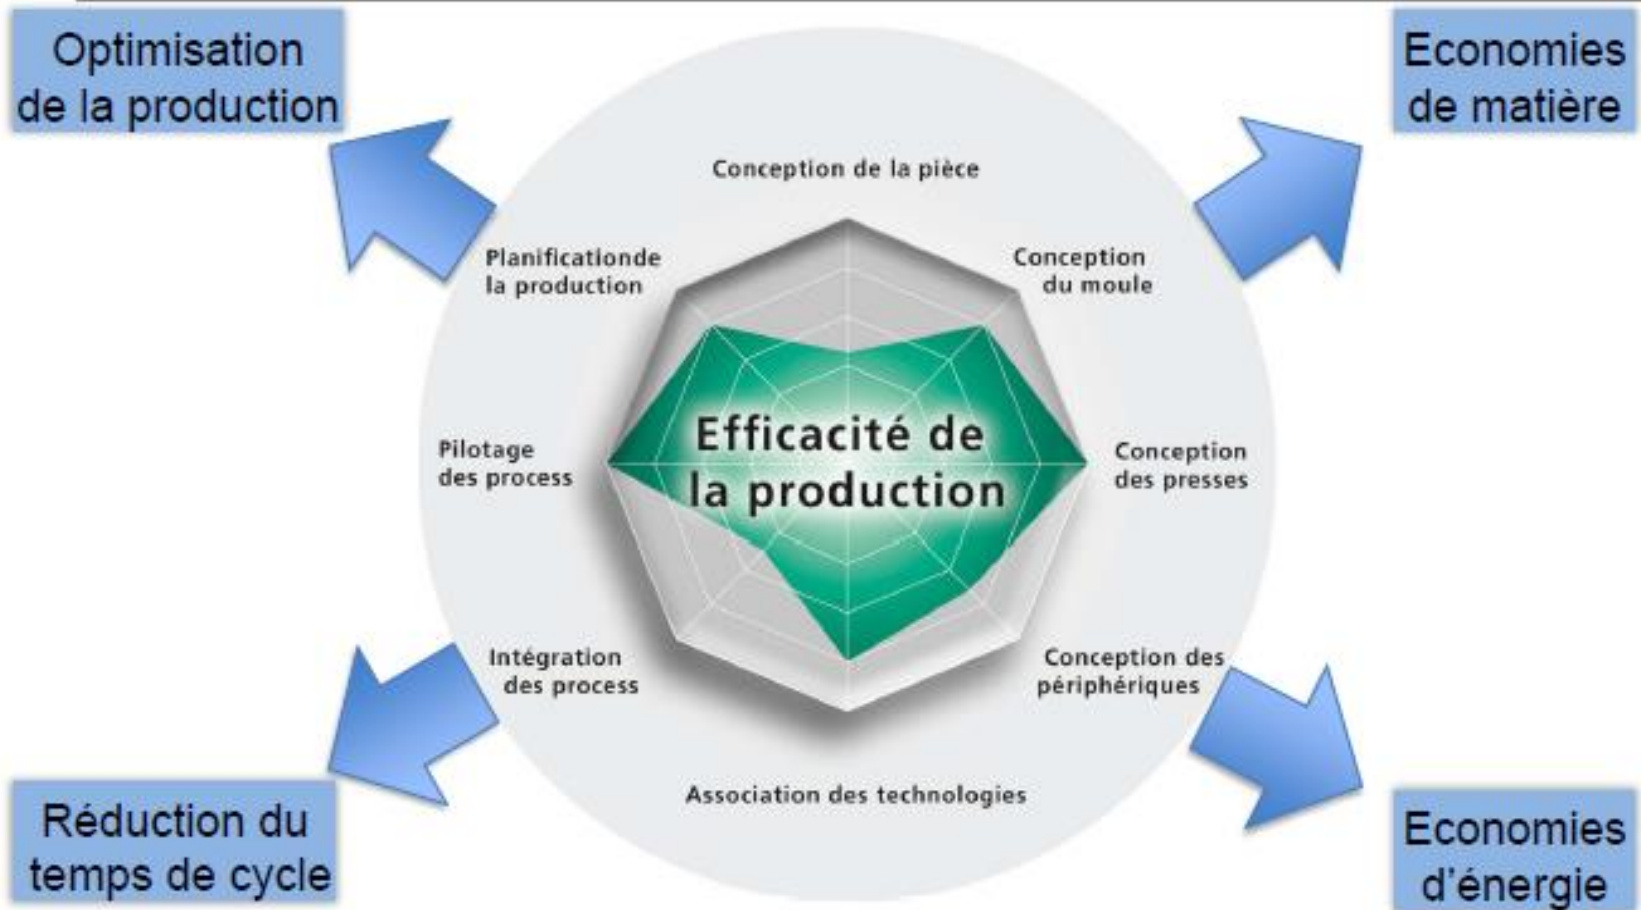 Optimisation
de la production
Economies
de matière
Conception de la pièce
Planificationde
la production
Conception
du moule
Efficacité de
la production
Pilotage
des process
Conception
des presses
Intégration
des process
Conception des
périphériques
Association des technologies
Réduction du
temps de cycle
Economies
d'énergie